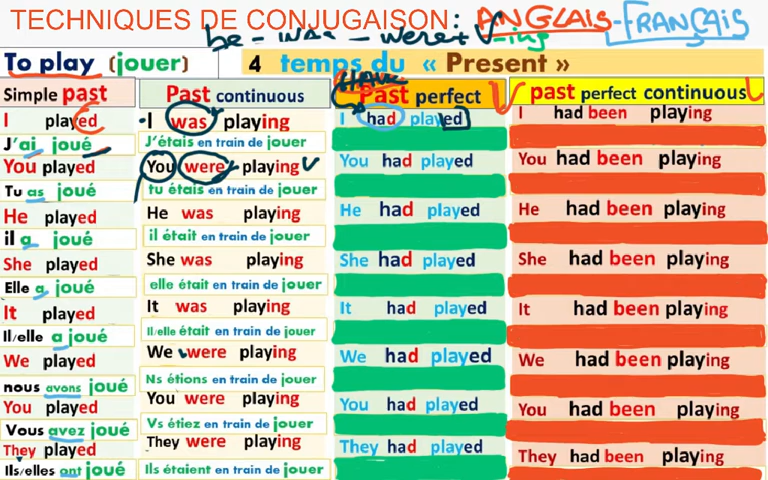 TECHNIQUES DE CONJUGAISON: ANGLAIS-FRANÇAIS
be - was - were + V-ing
To play (jouer)
4 temps du « Present »
Simple past
I played
J'ai joué
You played
Tu as joué
He played
il a joué
She played
Elle a joué
It played
Il/elle a joué
We played
nous avons joué
You played
Vous avez joué
They played
Ils/elles ont joué
Past continuous
I was playing
J'étais en train de jouer
You were playing
tu étais en train de jouer
He was playing
il était en train de jouer
She was playing
elle était en train de jouer
It was playing
Il/elle était en train de jouer
We were playing
Ns étions en train de jouer
You were playing
Vs étiez en train de jouer
They were playing
Ils étaient en train de jouer
HAVE
Past perfect
I had played
You had played
He had played
She had played
It had played
We had played
You had played
They had played
past perfect continuous
I had been playing
You had been playing
He had been playing
She had been playing
It had been playing
We had been playing
You had been playing
They had been playing